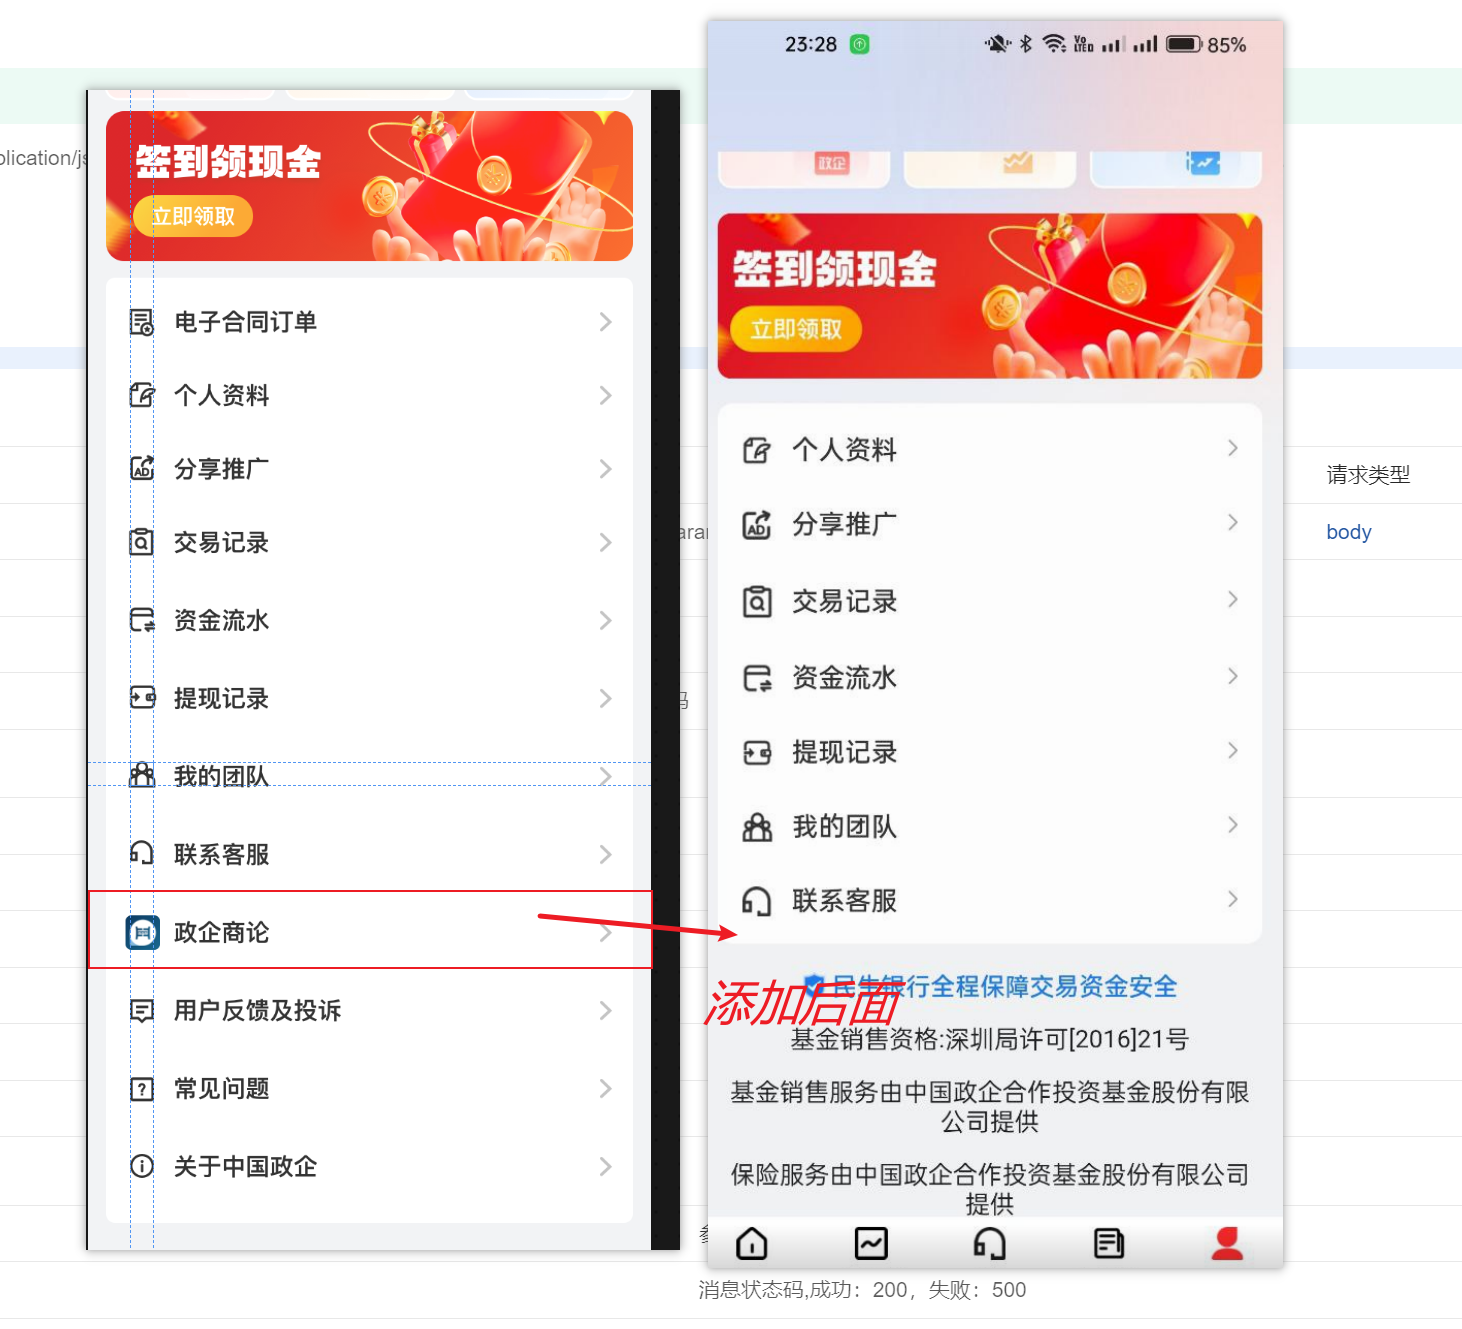 plication/js
签到领现金
立即领取
电子合同订单
个人资料
分享推广
交易记录
资金流水
提现记录
我的团队
联系客服
政企商论
用户反馈及投诉
常见问题
关于中国政企
23:28
85%
政企
签到领现金
立即领取
个人资料
分享推广
交易记录
资金流水
提现记录
我的团队
联系客服
添加后面
民生银行全程保障交易资金安全
基金销售资格:深圳局许可[2016]21号
基金销售服务由中国政企合作投资基金股份有限
公司提供
保险服务由中国政企合作投资基金股份有限公司
提供
请求类型
body
消息状态码,成功：200，失败：500